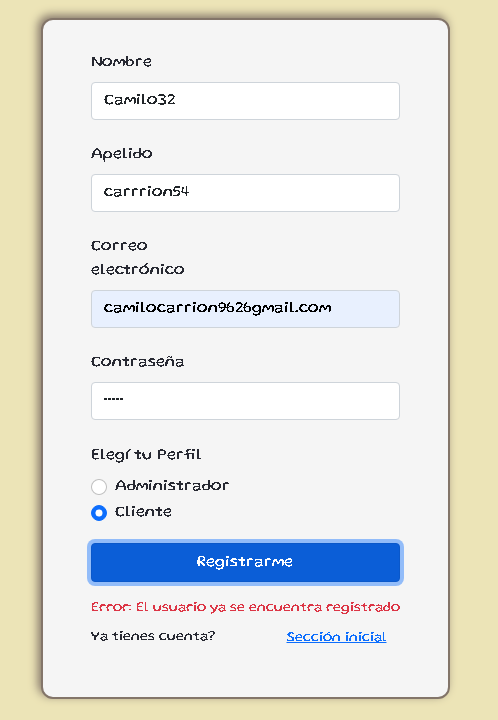 Nombre
Camilo32
Apelido
carrrion54
Correo
electrónico
camilocarrion9626gmail.com
Contraseña
·····
Elegí tu Perfil
Administrador
Cliente
Registrarme
Error: El usuario ya se encuentra registrado
Ya tienes cuenta? Sección inicial